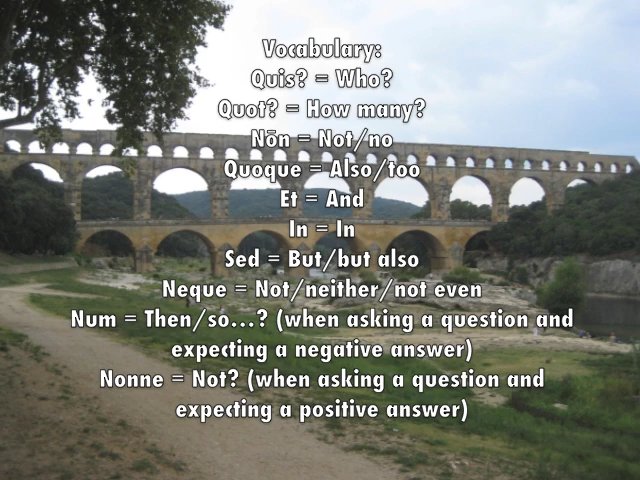 Vocabulary:
Quis? = Who?
Quot? = How many?
Nōn = Not/no
Quoque = Also/too
Et = And
In = In
Sed = But/but also
Neque = Not/neither/not even
Num = Then/so...? (when asking a question and
expecting a negative answer)
Nonne = Not? (when asking a question and
expecting a positive answer)